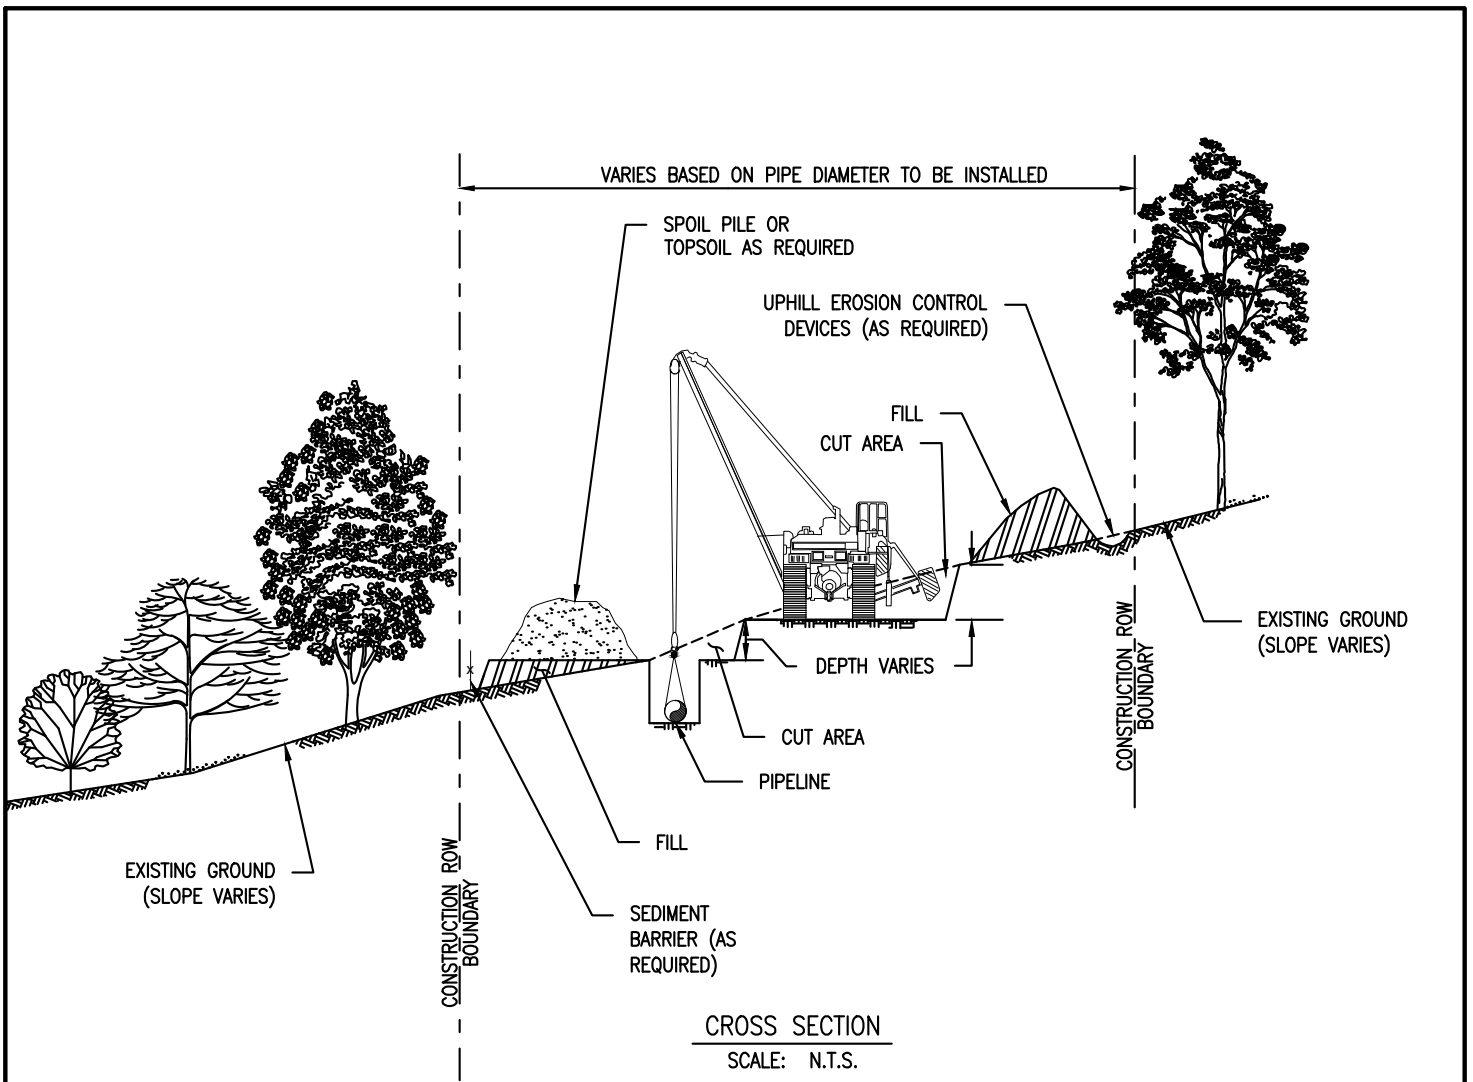 VARIES BASED ON PIPE DIAMETER TO BE INSTALLED
SPOIL PILE OR
TOPSOIL AS REQUIRED
UPHILL EROSION CONTROL
DEVICES (AS REQUIRED)
FILL
CUT AREA
EXISTING GROUND
(SLOPE VARIES)
DEPTH VARIES
X
CUT AREA
PIPELINE
CONSTRUCTION ROW
BOUNDARY
FILL
EXISTING GROUND
(SLOPE VARIES)
SEDIMENT
BARRIER (AS
REQUIRED)
CONSTRUCTION ROW
BOUNDARY
CROSS SECTION
SCALE: N.T.S.